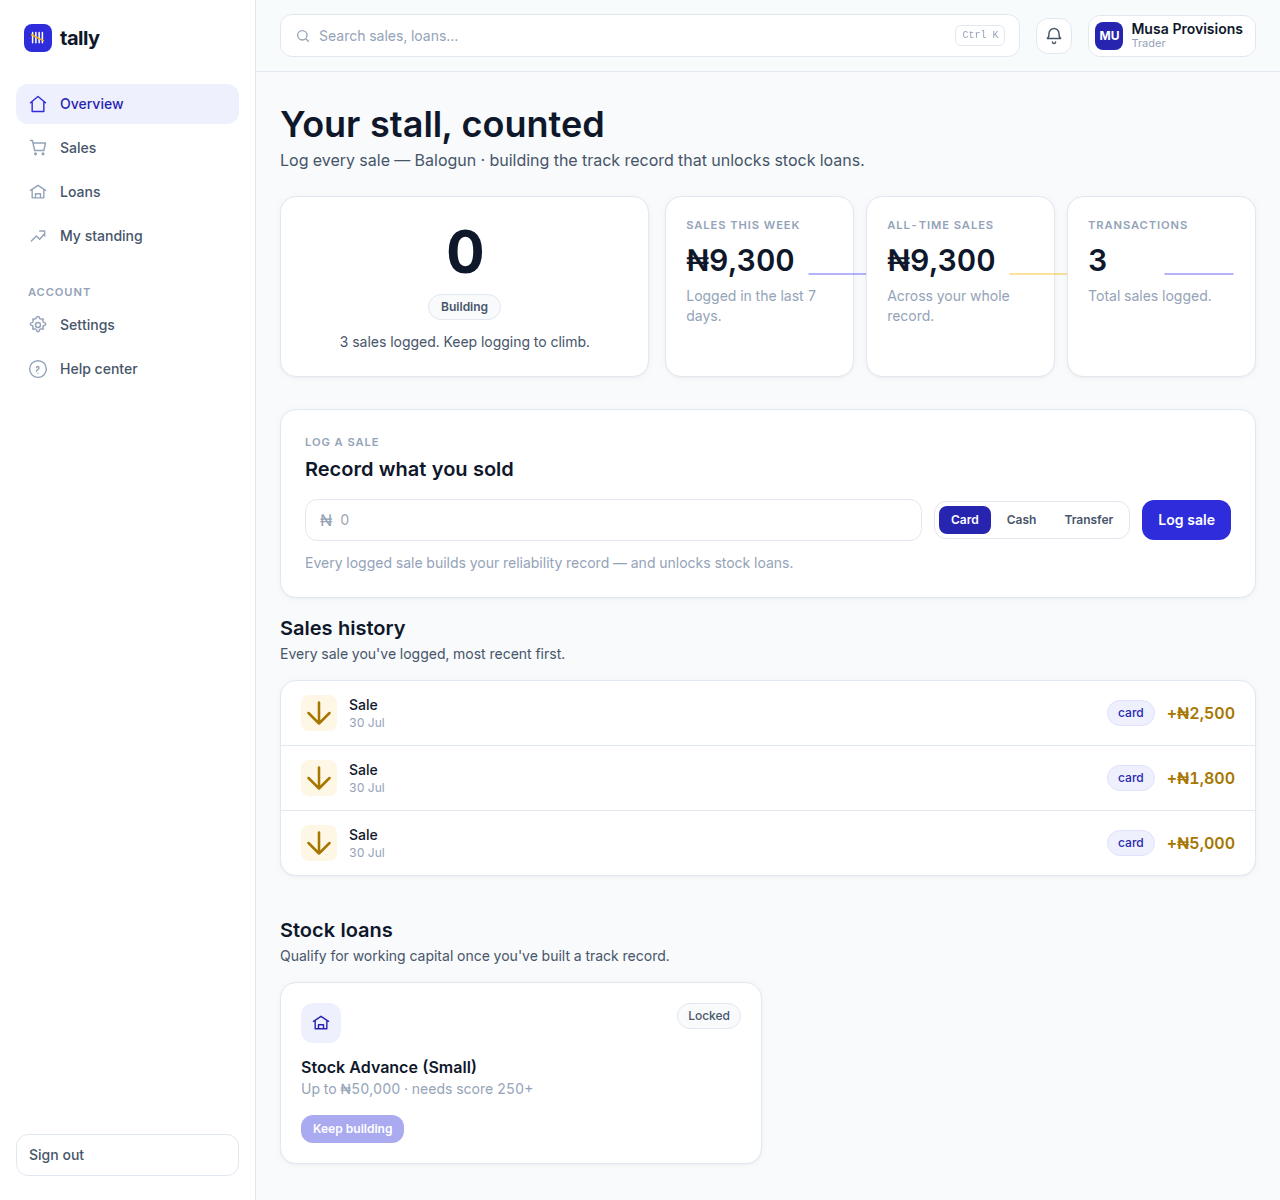 tally
Search sales, loans...
Ctrl K
MU
Musa Provisions
Trader
Overview
Sales
Loans
My standing
ACCOUNT
Settings
Help center
Sign out
Your stall, counted
Log every sale — Balogun · building the track record that unlocks stock loans.
0
Building
3 sales logged. Keep logging to climb.
SALES THIS WEEK
₦9,300
Logged in the last 7
days.
ALL-TIME SALES
₦9,300
Across your whole
record.
TRANSACTIONS
3
Total sales logged.
LOG A SALE
Record what you sold
₦ 0
Card Cash Transfer
Log sale
Every logged sale builds your reliability record — and unlocks stock loans.
Sales history
Every sale you've logged, most recent first.
Sale
30 Jul
card +₦2,500
Sale
30 Jul
card +₦1,800
Sale
30 Jul
card +₦5,000
Stock loans
Qualify for working capital once you've built a track record.
Locked
Stock Advance (Small)
Up to ₦50,000 · needs score 250+
Keep building